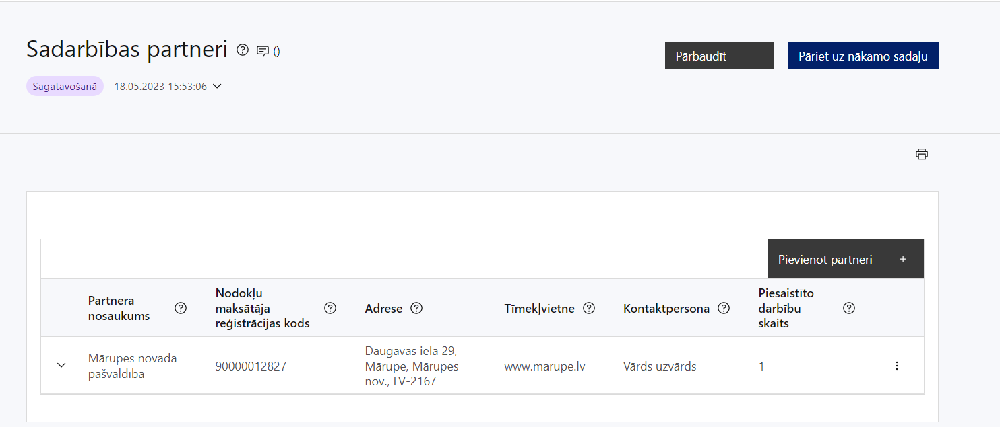 Sadarbības partneri ()
Pārbaudīt
Pāriet uz nākamo sadaļu
Sagatavošanā 18.05.2023 15:53:06
Pievienot partneri +
Partnera
nosaukums
Nodokļu
maksātāja
reģistrācijas kods
Adrese
Tīmekļvietne
Kontaktpersona
Piesaistīto
darbību
skaits
Mārupes novada
pašvaldība
90000012827
Daugavas iela 29,
Mārupe, Mārupes
nov., LV-2167
www.marupe.lv
Vārds uzvārds
1